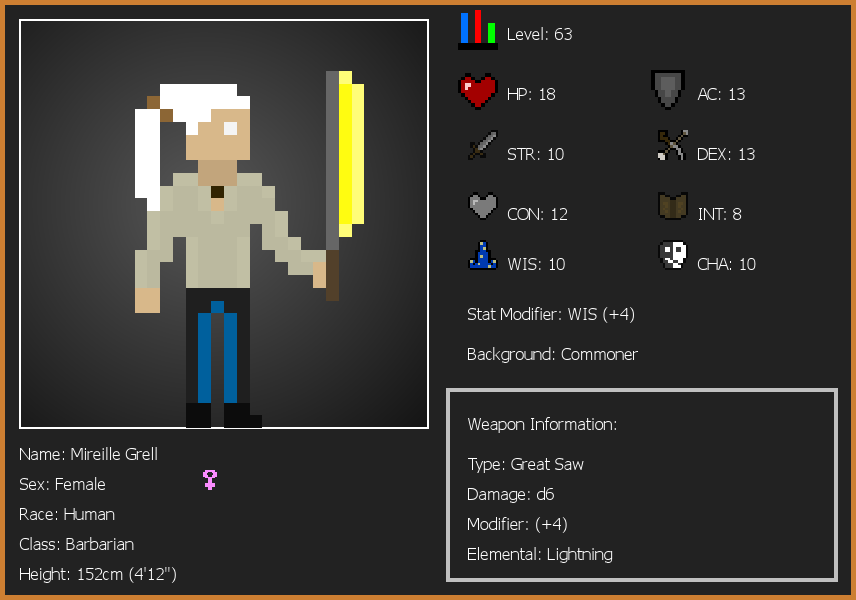 Level: 63
HP: 18
AC: 13
STR: 10
DEX: 13
CON: 12
INT: 8
WIS: 10
CHA: 10
Stat Modifier: WIS (+4)
Background: Commoner
Weapon Information:
Type: Great Saw
Damage: d6
Modifier: (+4)
Elemental: Lightning
Name: Mireille Grell
Sex: Female
Race: Human
Class: Barbarian
Height: 152cm (4'12")